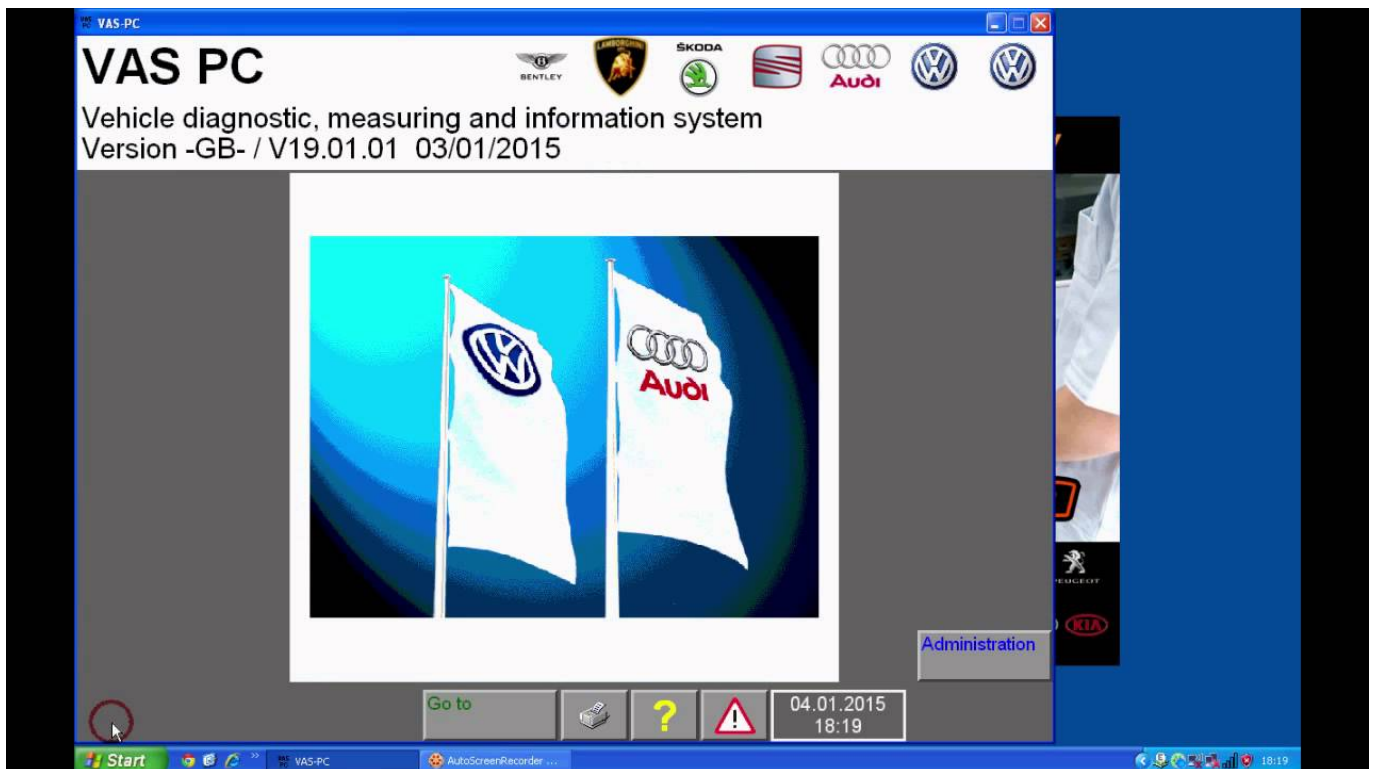 VAS-PC
VAS PC
BENTLEY
LAMBORGHINI
ŠKODA
Audi
Vehicle diagnostic, measuring and information system
Version -GB- / V19.01.01 03/01/2015
Audi
PEUGEOT
KIA
Administration
Go to
?
04.01.2015
18:19
Start
VAS-PC
AutoScreenRecorder ...
18:19